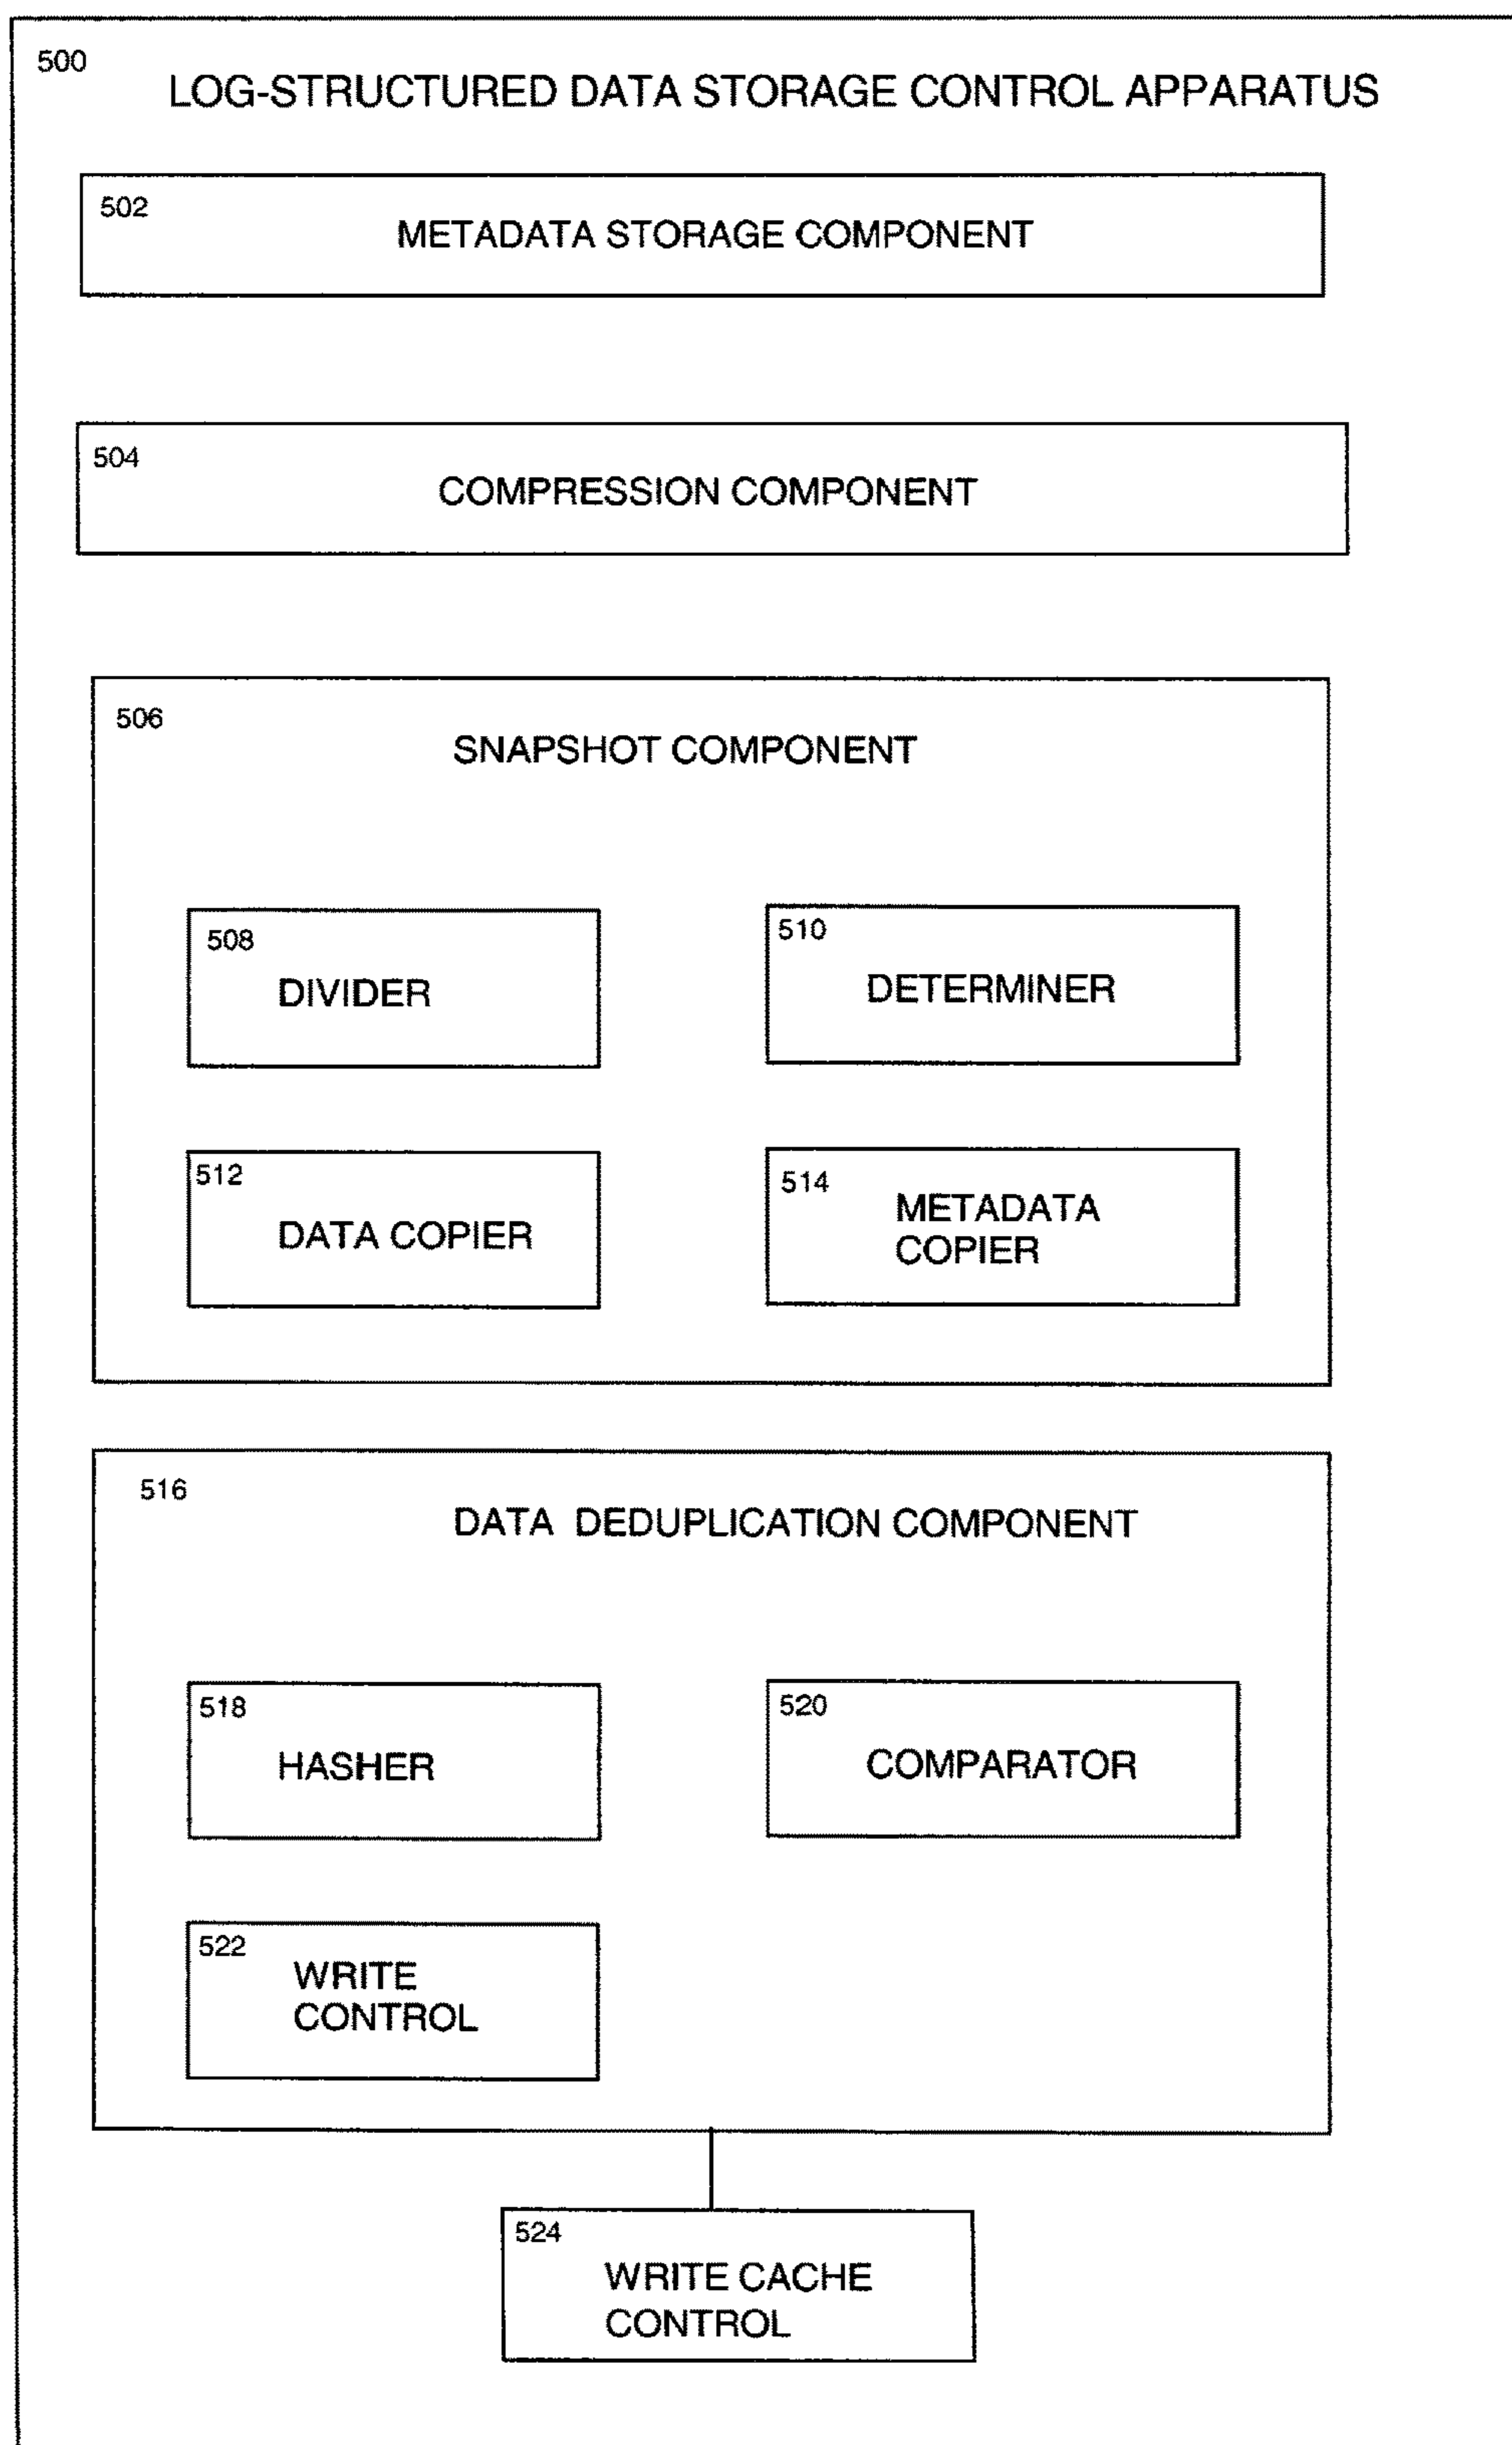 500
LOG-STRUCTURED DATA STORAGE CONTROL APPARATUS
502
METADATA STORAGE COMPONENT
504
COMPRESSION COMPONENT
506
SNAPSHOT COMPONENT
508
DIVIDER
510
DETERMINER
512
DATA COPIER
514
METADATA
COPIER
516
DATA DEDUPLICATION COMPONENT
518
HASHER
520
COMPARATOR
522
WRITE
CONTROL
524
WRITE CACHE
CONTROL